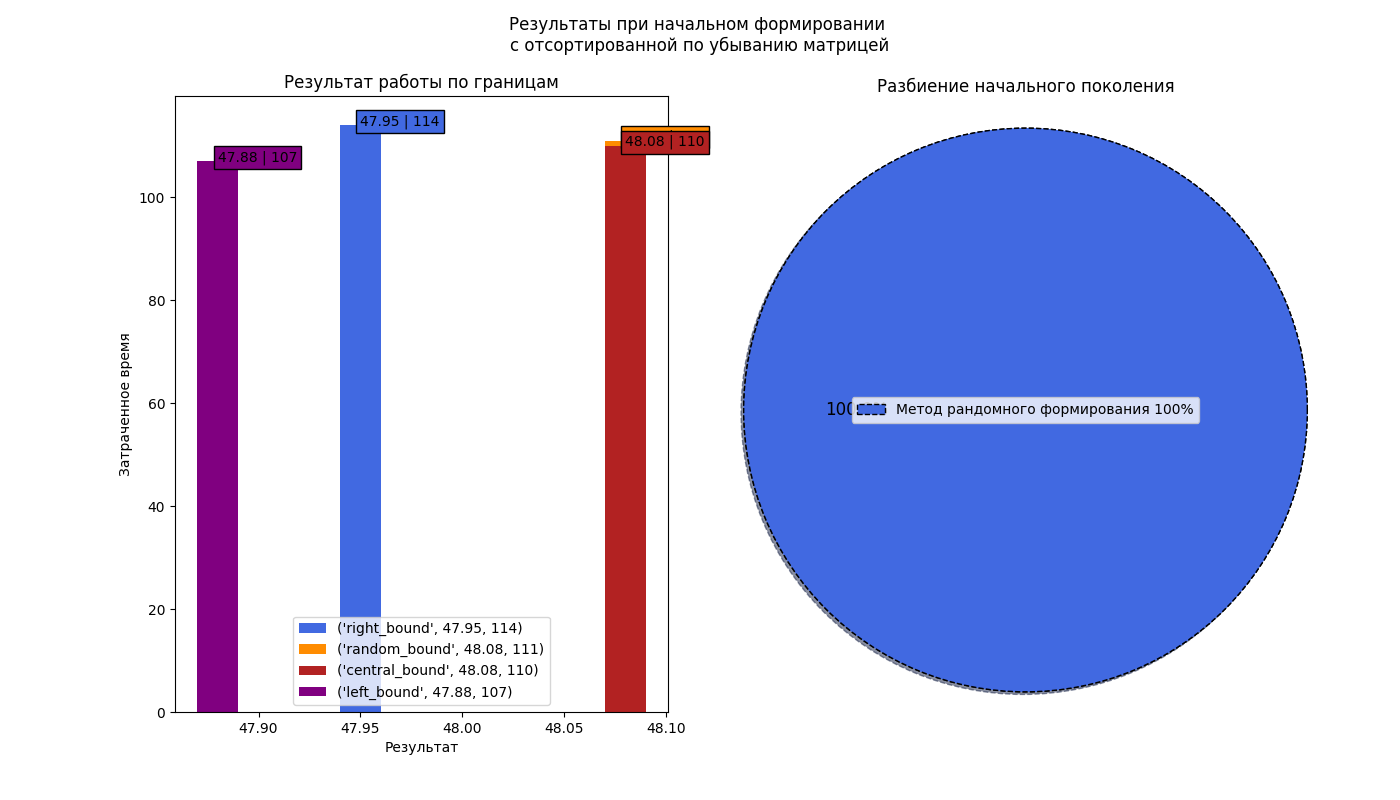 Результаты при начальном формировании
с отсортированной по убыванию матрицей
Результат работы по границам
47.95 | 114
47.88 | 107
48.08 | 110
100
80
60
40
20
0
Затраченное время
('right_bound', 47.95, 114)
('random_bound', 48.08, 111)
('central_bound', 48.08, 110)
('left_bound', 47.88, 107)
47.90
47.95
48.00
48.05
48.10
Результат
Разбиение начального поколения
Метод рандомного формирования 100%